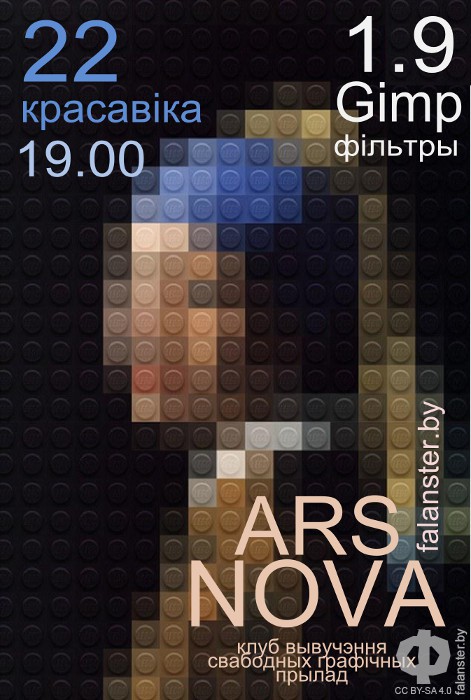 22
красавіка
19.00
1.9
Gimp
фільтры
falanster.by
ARS
NOVA
клуб вывучэння
свабодных графічных
прылад
Ф
falanster.by
CC BY-SA 4.0